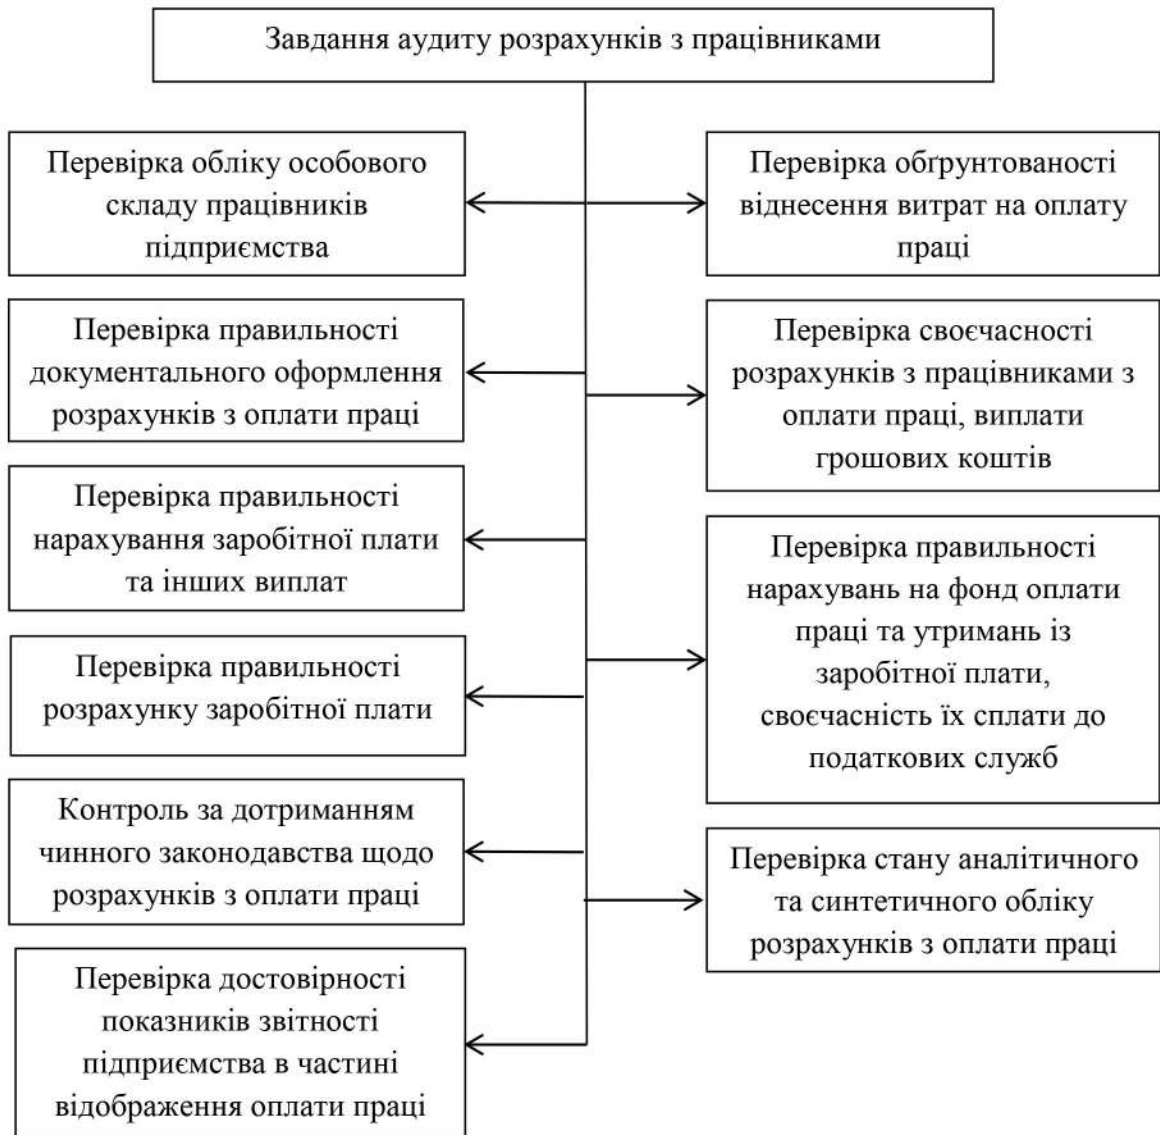 Завдання аудиту розрахунків з працівниками
Перевірка обліку особового
складу працівників
підприємства
Перевірка правильності
документального оформлення
розрахунків з оплати праці
Перевірка правильності
нарахування заробітної плати
та інших виплат
Перевірка правильності
розрахунку заробітної плати
Контроль за дотриманням
чинного законодавства щодо
розрахунків з оплати праці
Перевірка достовірності
показників звітності
підприємства в частині
відображення оплати праці
Перевірка обґрунтованості
віднесення витрат на оплату
праці
Перевірка своєчасності
розрахунків з працівниками з
оплати праці, виплати
грошових коштів
Перевірка правильності
нарахувань на фонд оплати
праці та утримань із
заробітної плати,
своєчасність їх сплати до
податкових служб
Перевірка стану аналітичного
та синтетичного обліку
розрахунків з оплати праці